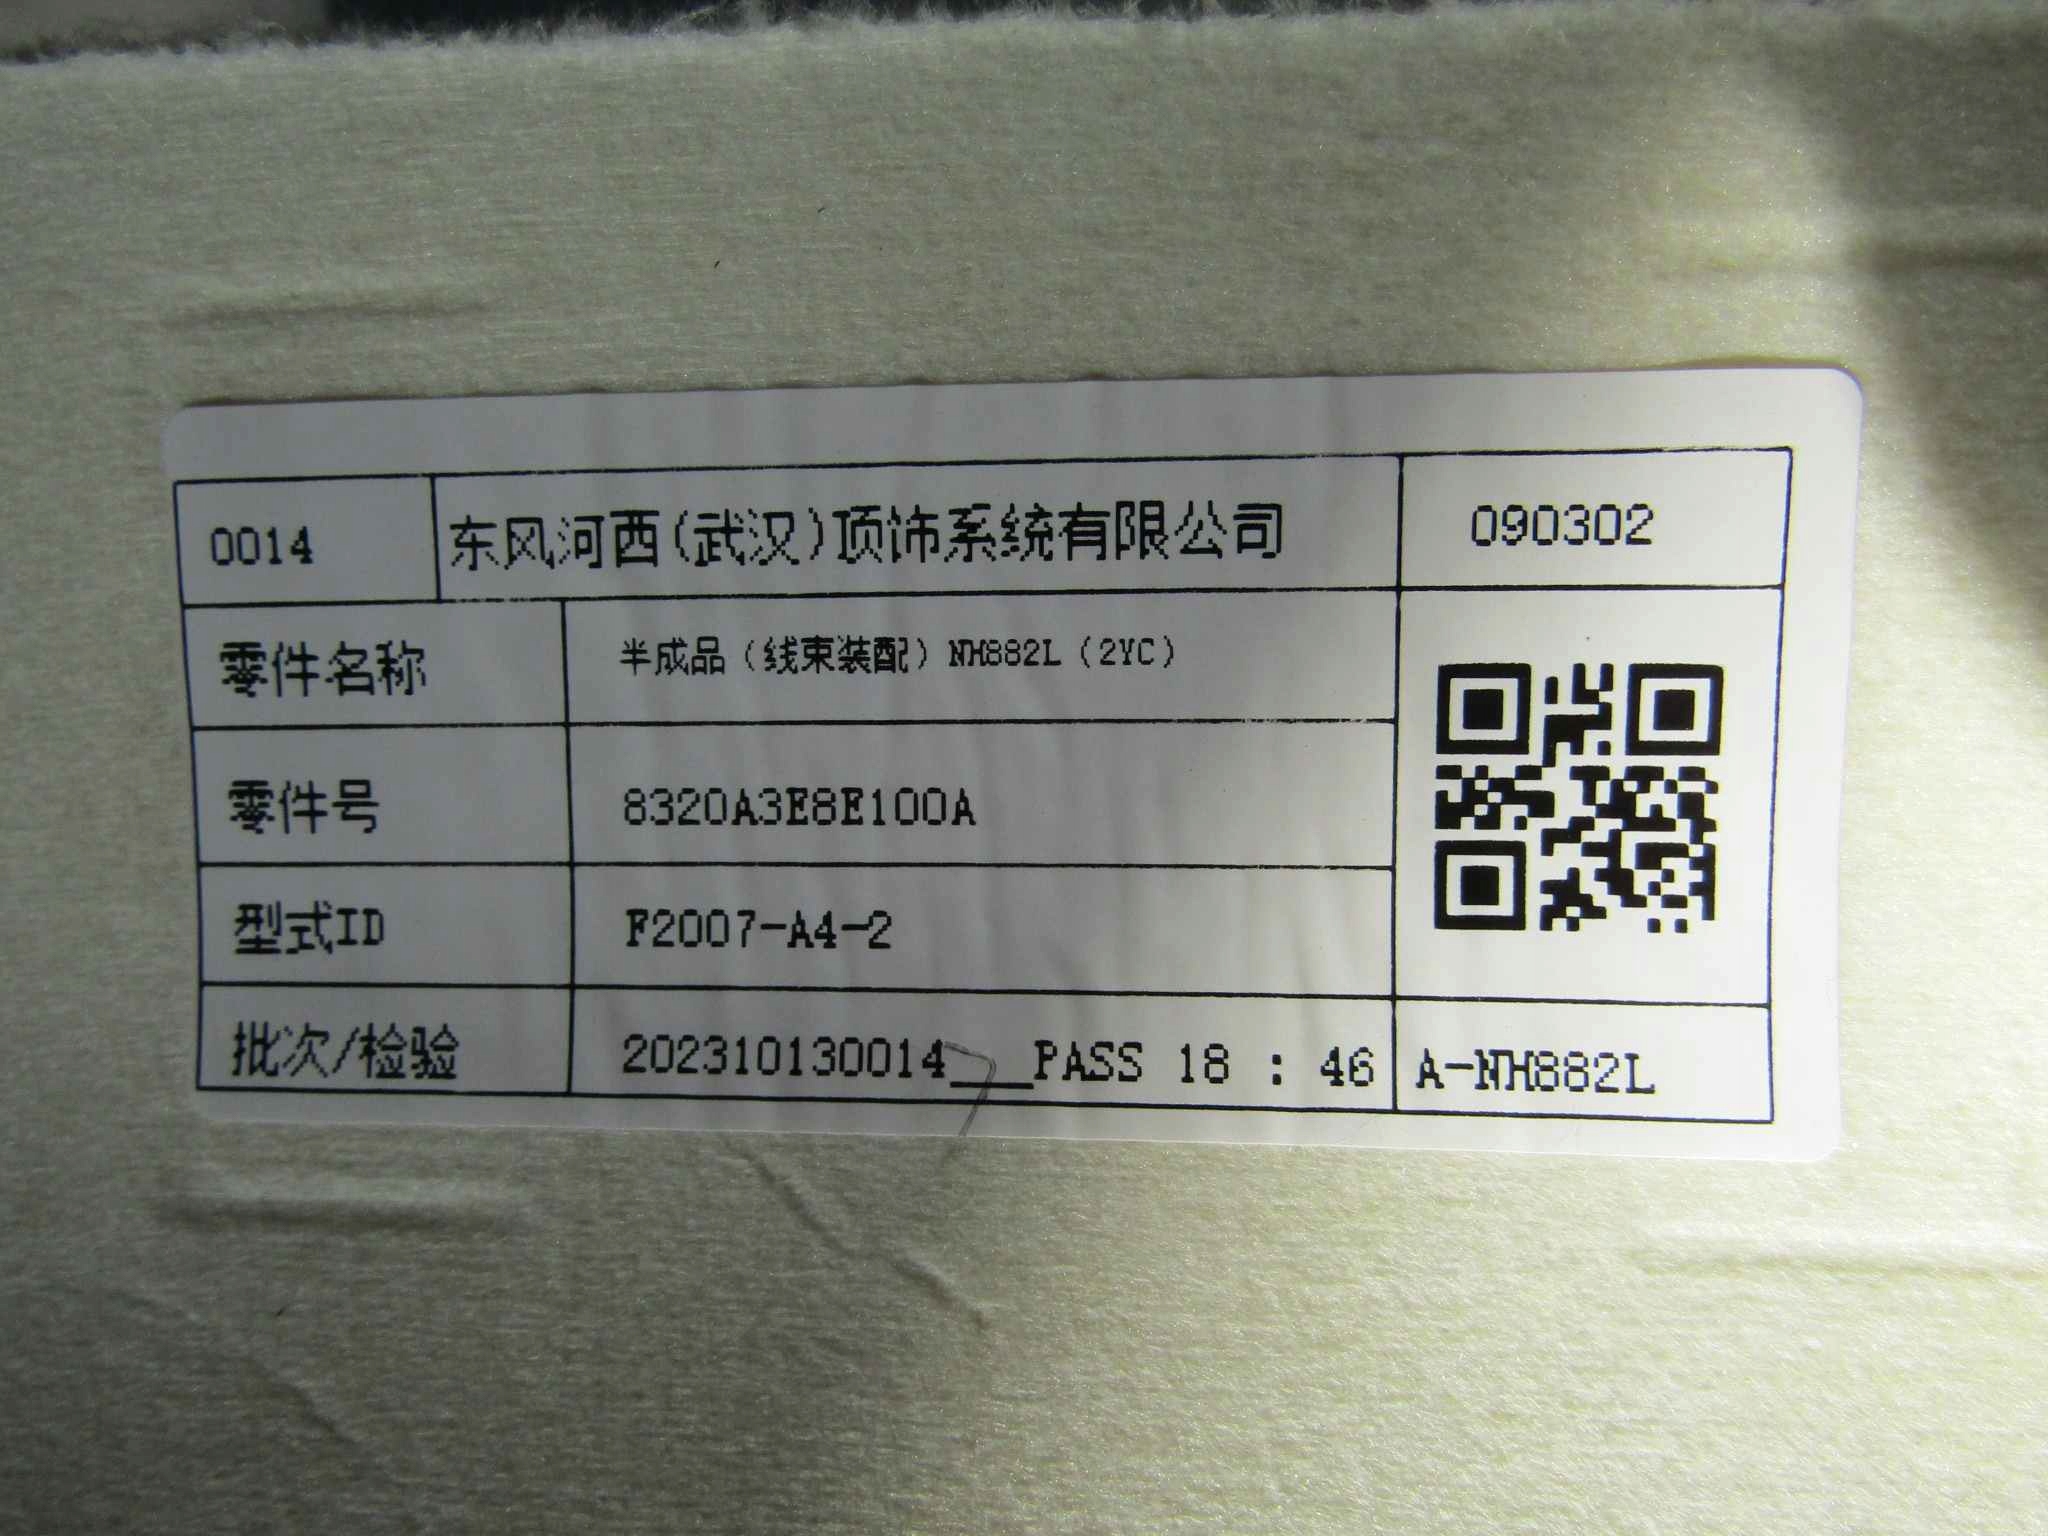 0014 东风河西(武汉)顶饰系统有限公司 090302
零件名称 半成品（线束装配）NH882L（2YC）
零件号 8320A3E8E100A
型式ID F2007-A4-2
批次/检验 202310130014___PASS 18 : 46 A-NH882L